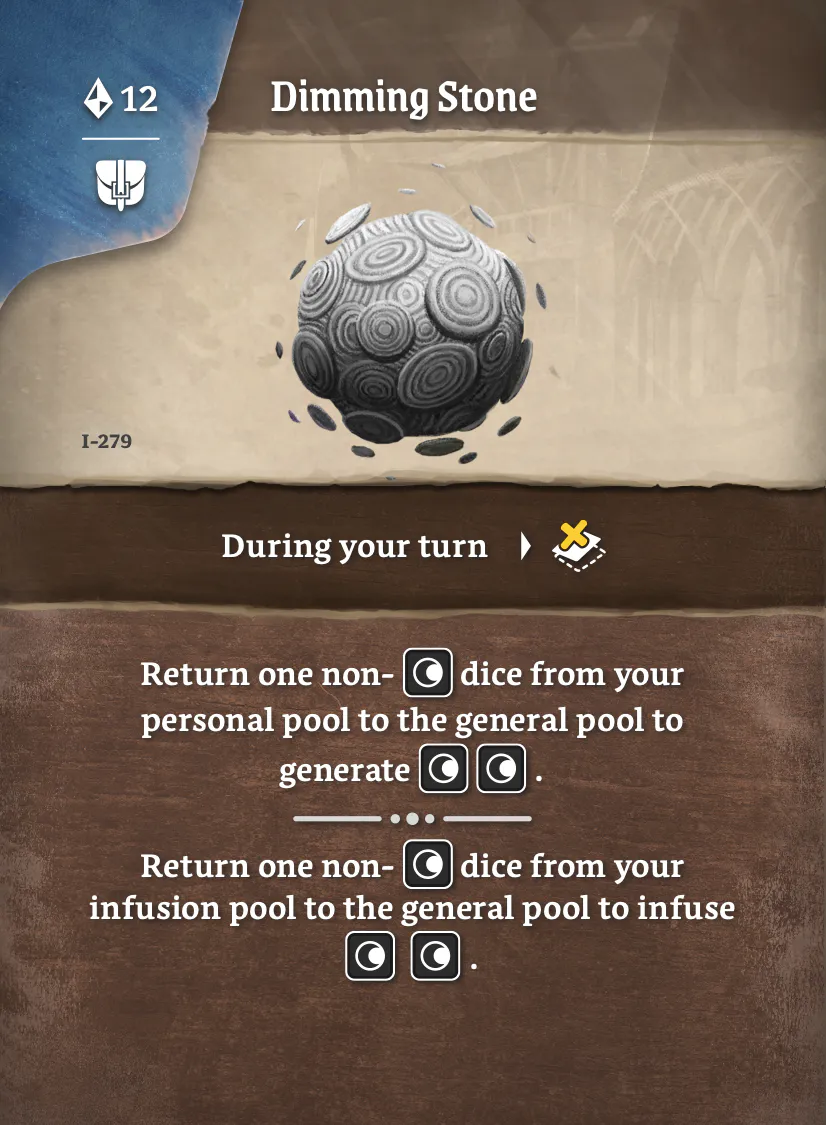 12
Dimming Stone
I-279
During your turn
Return one non- dice from your
personal pool to the general pool to
generate .
Return one non- dice from your
infusion pool to the general pool to infuse
.